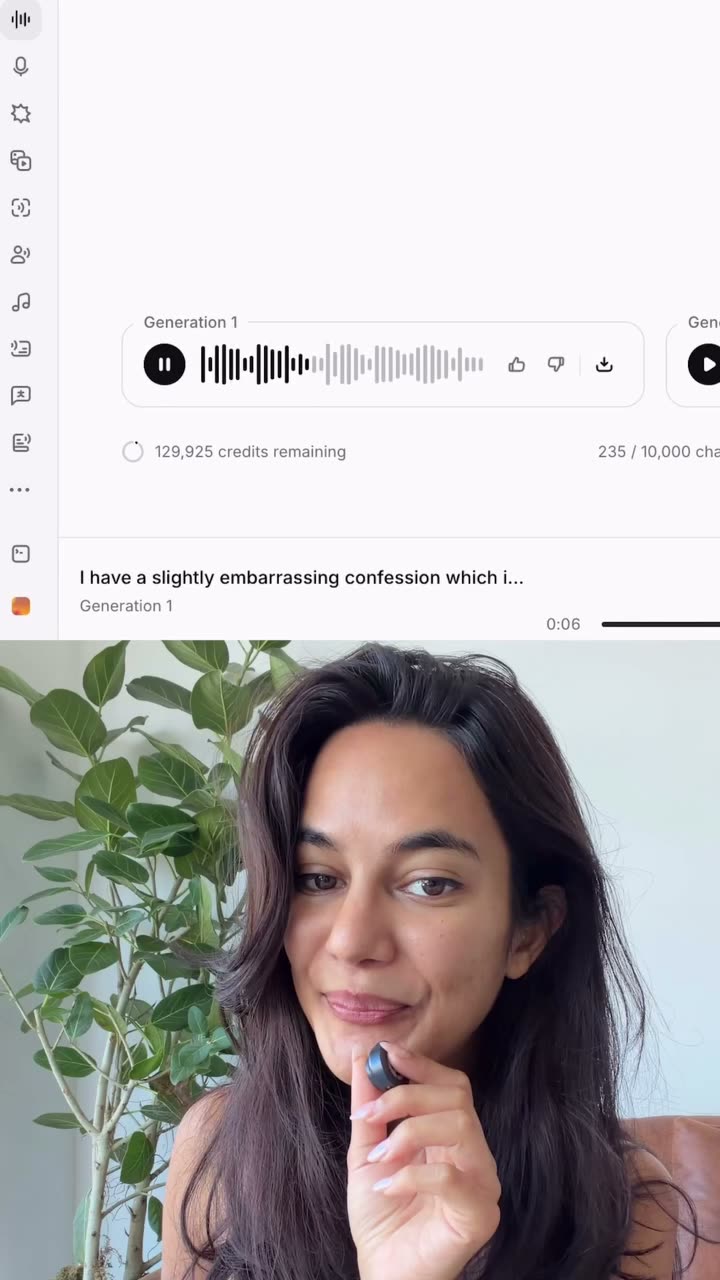 Generation 1
Gen
129,925 credits remaining
235 / 10,000 cha
I have a slightly embarrassing confession which i...
Generation 1
0:06